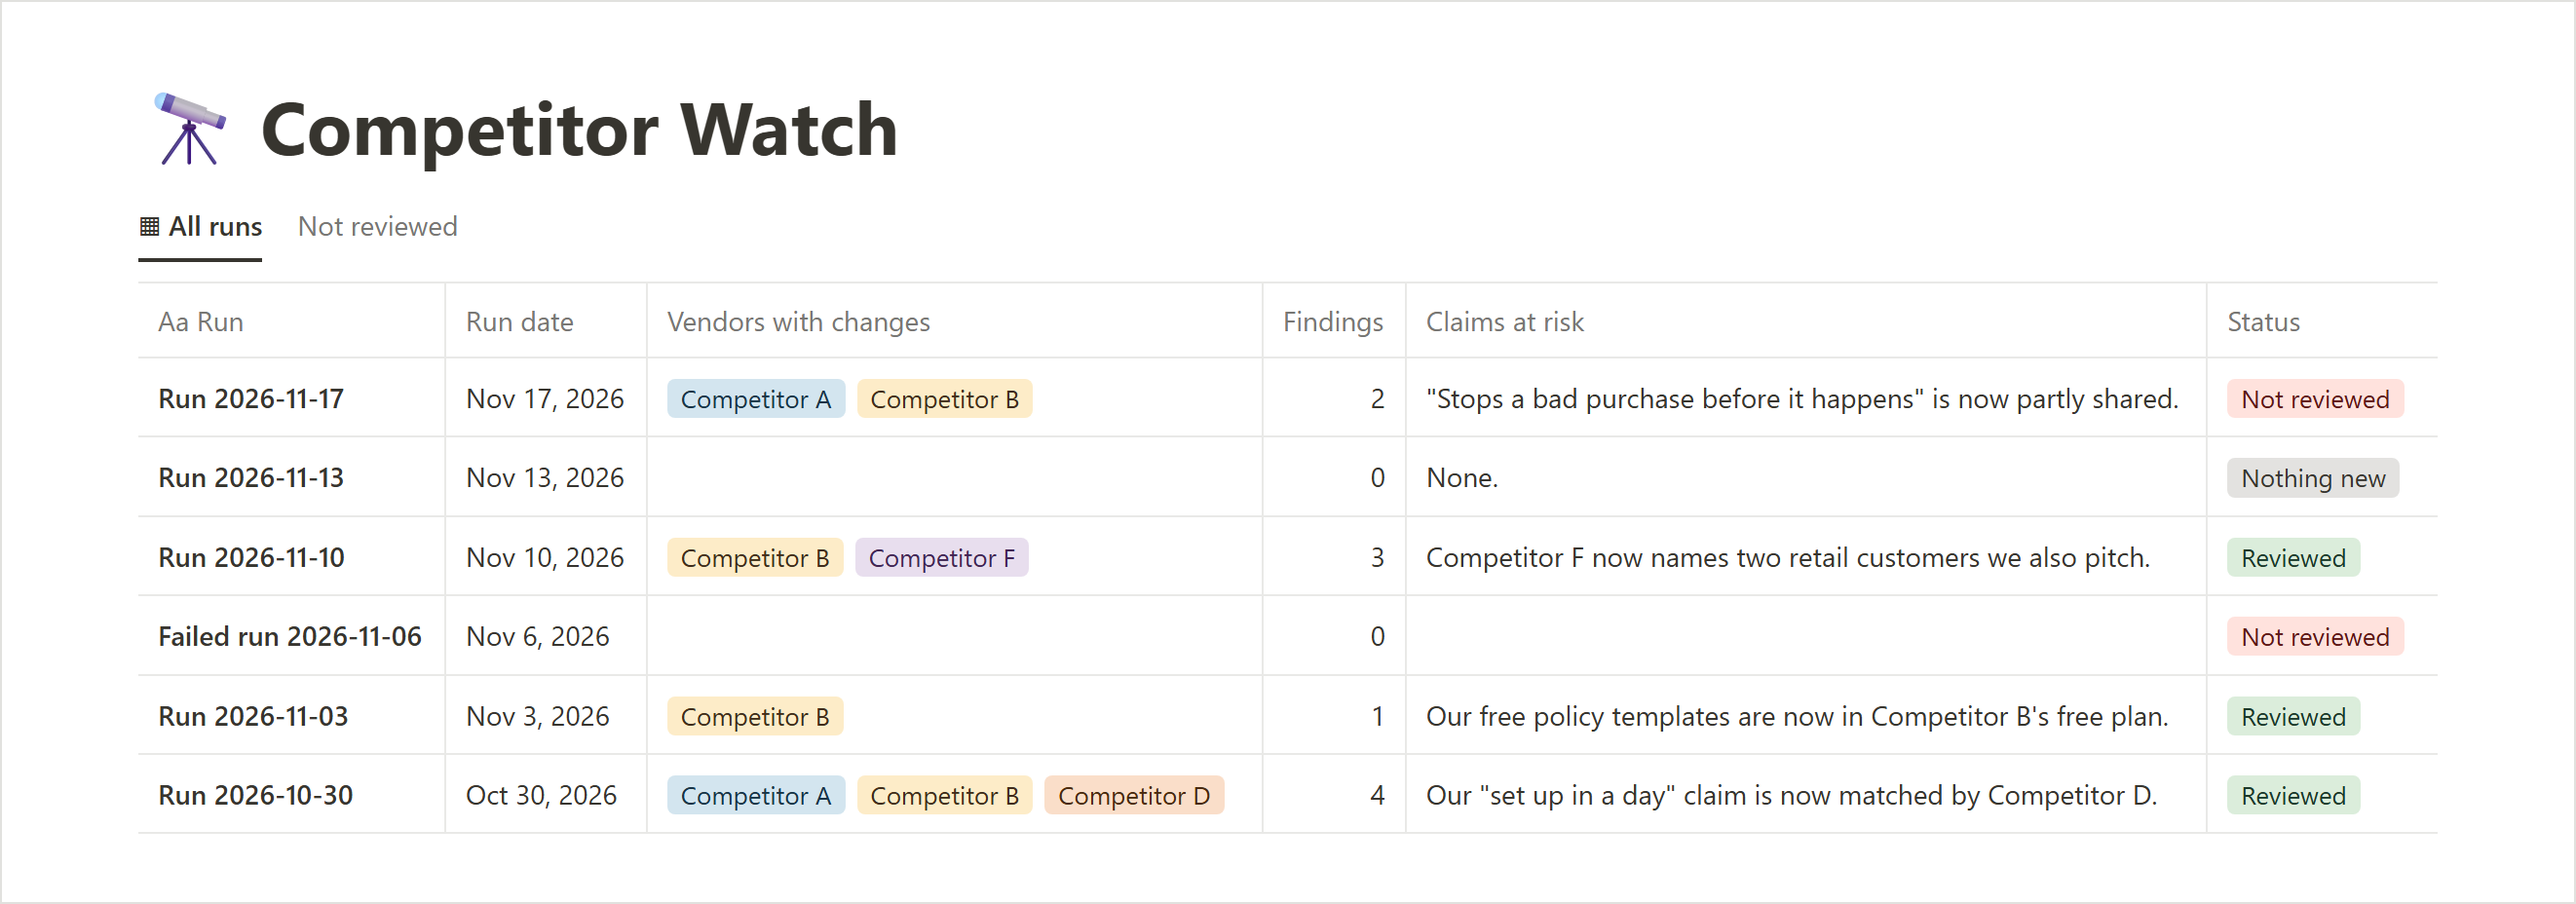 Competitor Watch
All runs Not reviewed
Aa Run Run date Vendors with changes Findings Claims at risk Status
Run 2026-11-17 Nov 17, 2026 Competitor A Competitor B 2 "Stops a bad purchase before it happens" is now partly shared. Not reviewed
Run 2026-11-13 Nov 13, 2026 0 None. Nothing new
Run 2026-11-10 Nov 10, 2026 Competitor B Competitor F 3 Competitor F now names two retail customers we also pitch. Reviewed
Failed run 2026-11-06 Nov 6, 2026 0 Not reviewed
Run 2026-11-03 Nov 3, 2026 Competitor B 1 Our free policy templates are now in Competitor B's free plan. Reviewed
Run 2026-10-30 Oct 30, 2026 Competitor A Competitor B Competitor D 4 Our "set up in a day" claim is now matched by Competitor D. Reviewed